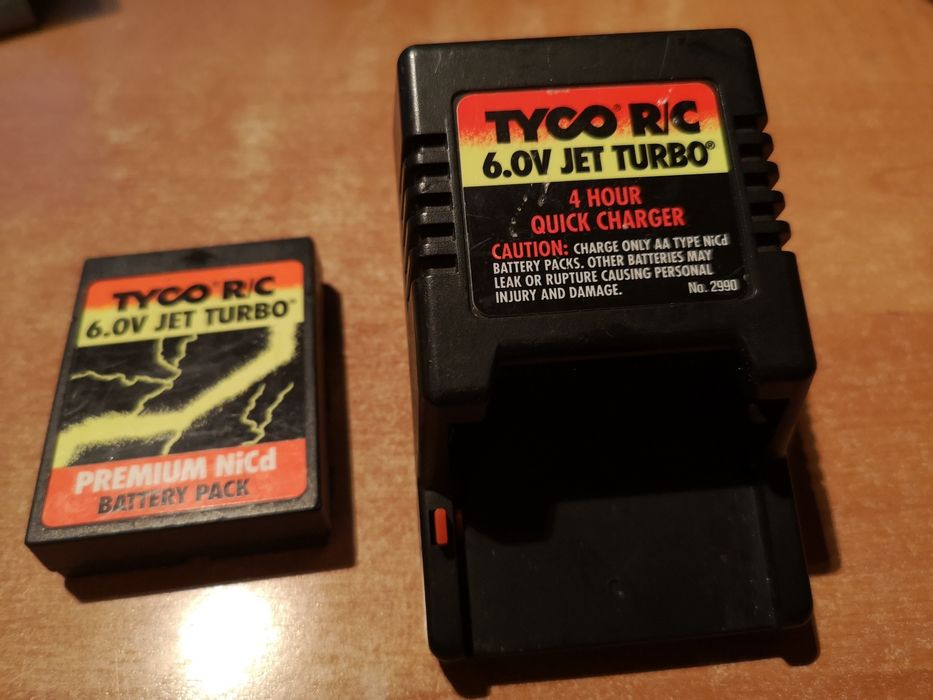 TYCO® R/C
6.0V JET TURBO®
PREMIUM NiCd
BATTERY PACK
TYCO® R/C
6.0V JET TURBO®
4 HOUR
QUICK CHARGER
CAUTION: CHARGE ONLY AA TYPE NiCd
BATTERY PACKS. OTHER BATTERIES MAY
LEAK OR RUPTURE CAUSING PERSONAL
INJURY AND DAMAGE. No. 2990